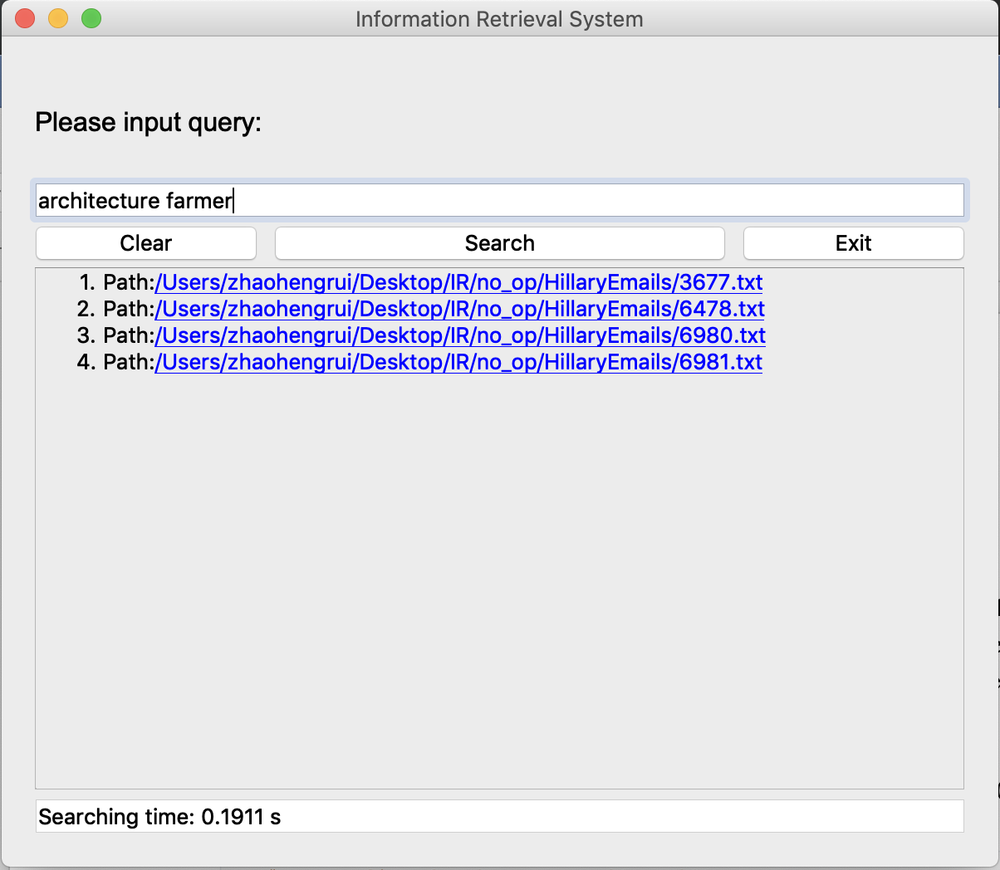 Information Retrieval System
Please input query:
architecture farmer
Clear Search Exit
1. Path:/Users/zhaohengrui/Desktop/IR/no_op/HillaryEmails/3677.txt
2. Path:/Users/zhaohengrui/Desktop/IR/no_op/HillaryEmails/6478.txt
3. Path:/Users/zhaohengrui/Desktop/IR/no_op/HillaryEmails/6980.txt
4. Path:/Users/zhaohengrui/Desktop/IR/no_op/HillaryEmails/6981.txt
Searching time: 0.1911 s